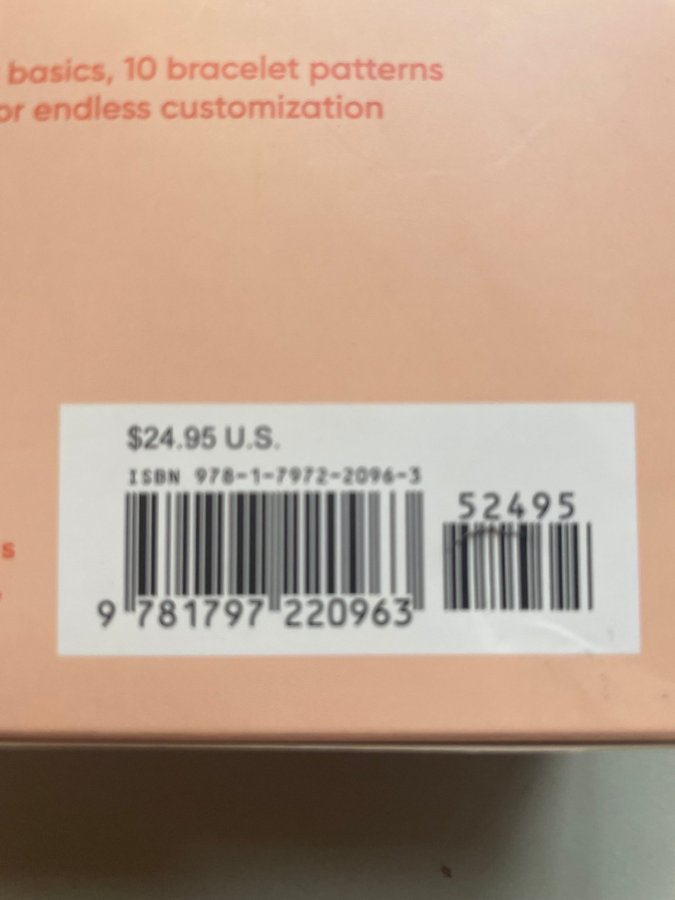 basics, 10 bracelet patterns
or endless customization
s
$24.95 U.S.
ISBN 978-1-7972-2096-3
52495
9 781797 220963